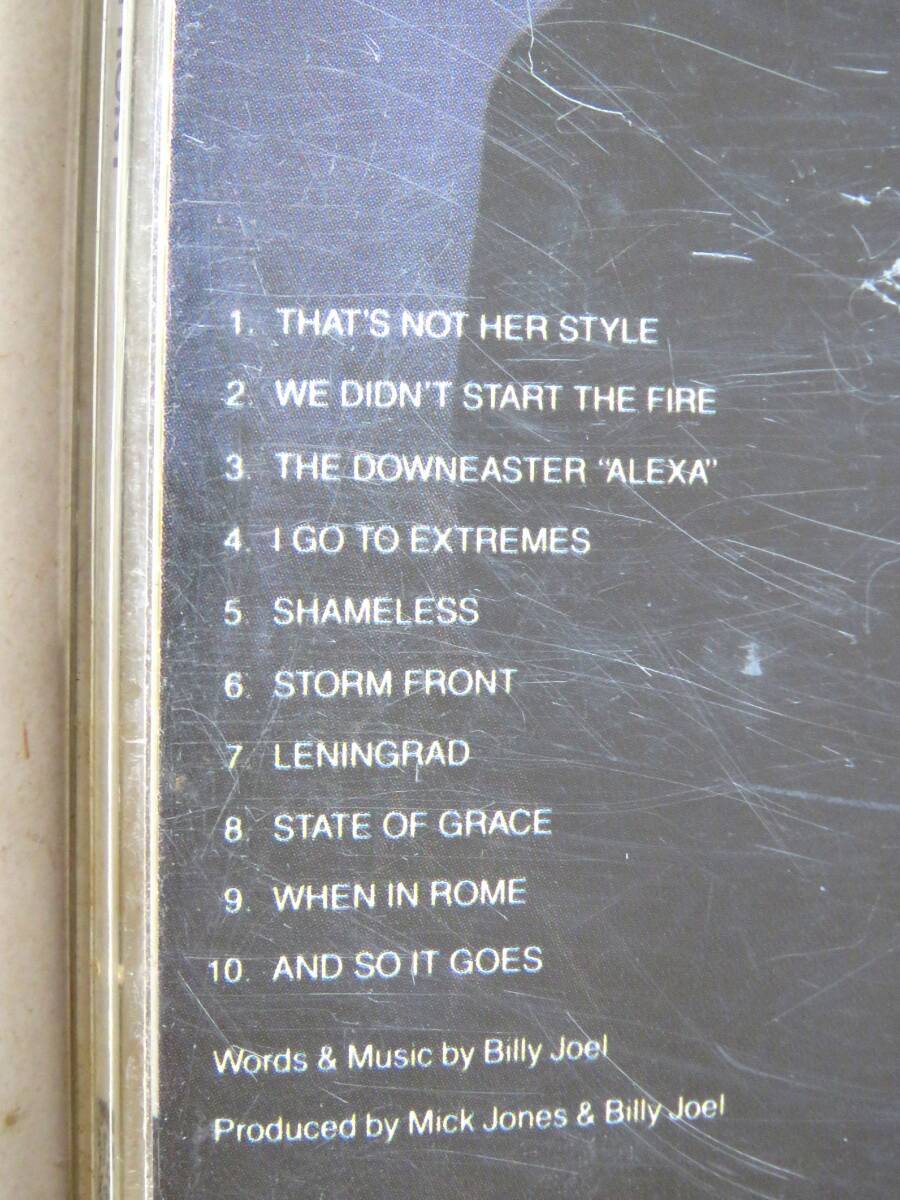 1. THAT'S NOT HER STYLE
2. WE DIDN'T START THE FIRE
3. THE DOWNEASTER “ALEXA”
4. I GO TO EXTREMES
5. SHAMELESS
6. STORM FRONT
7. LENINGRAD
8. STATE OF GRACE
9. WHEN IN ROME
10. AND SO IT GOES
Words & Music by Billy Joel
Produced by Mick Jones & Billy Joel